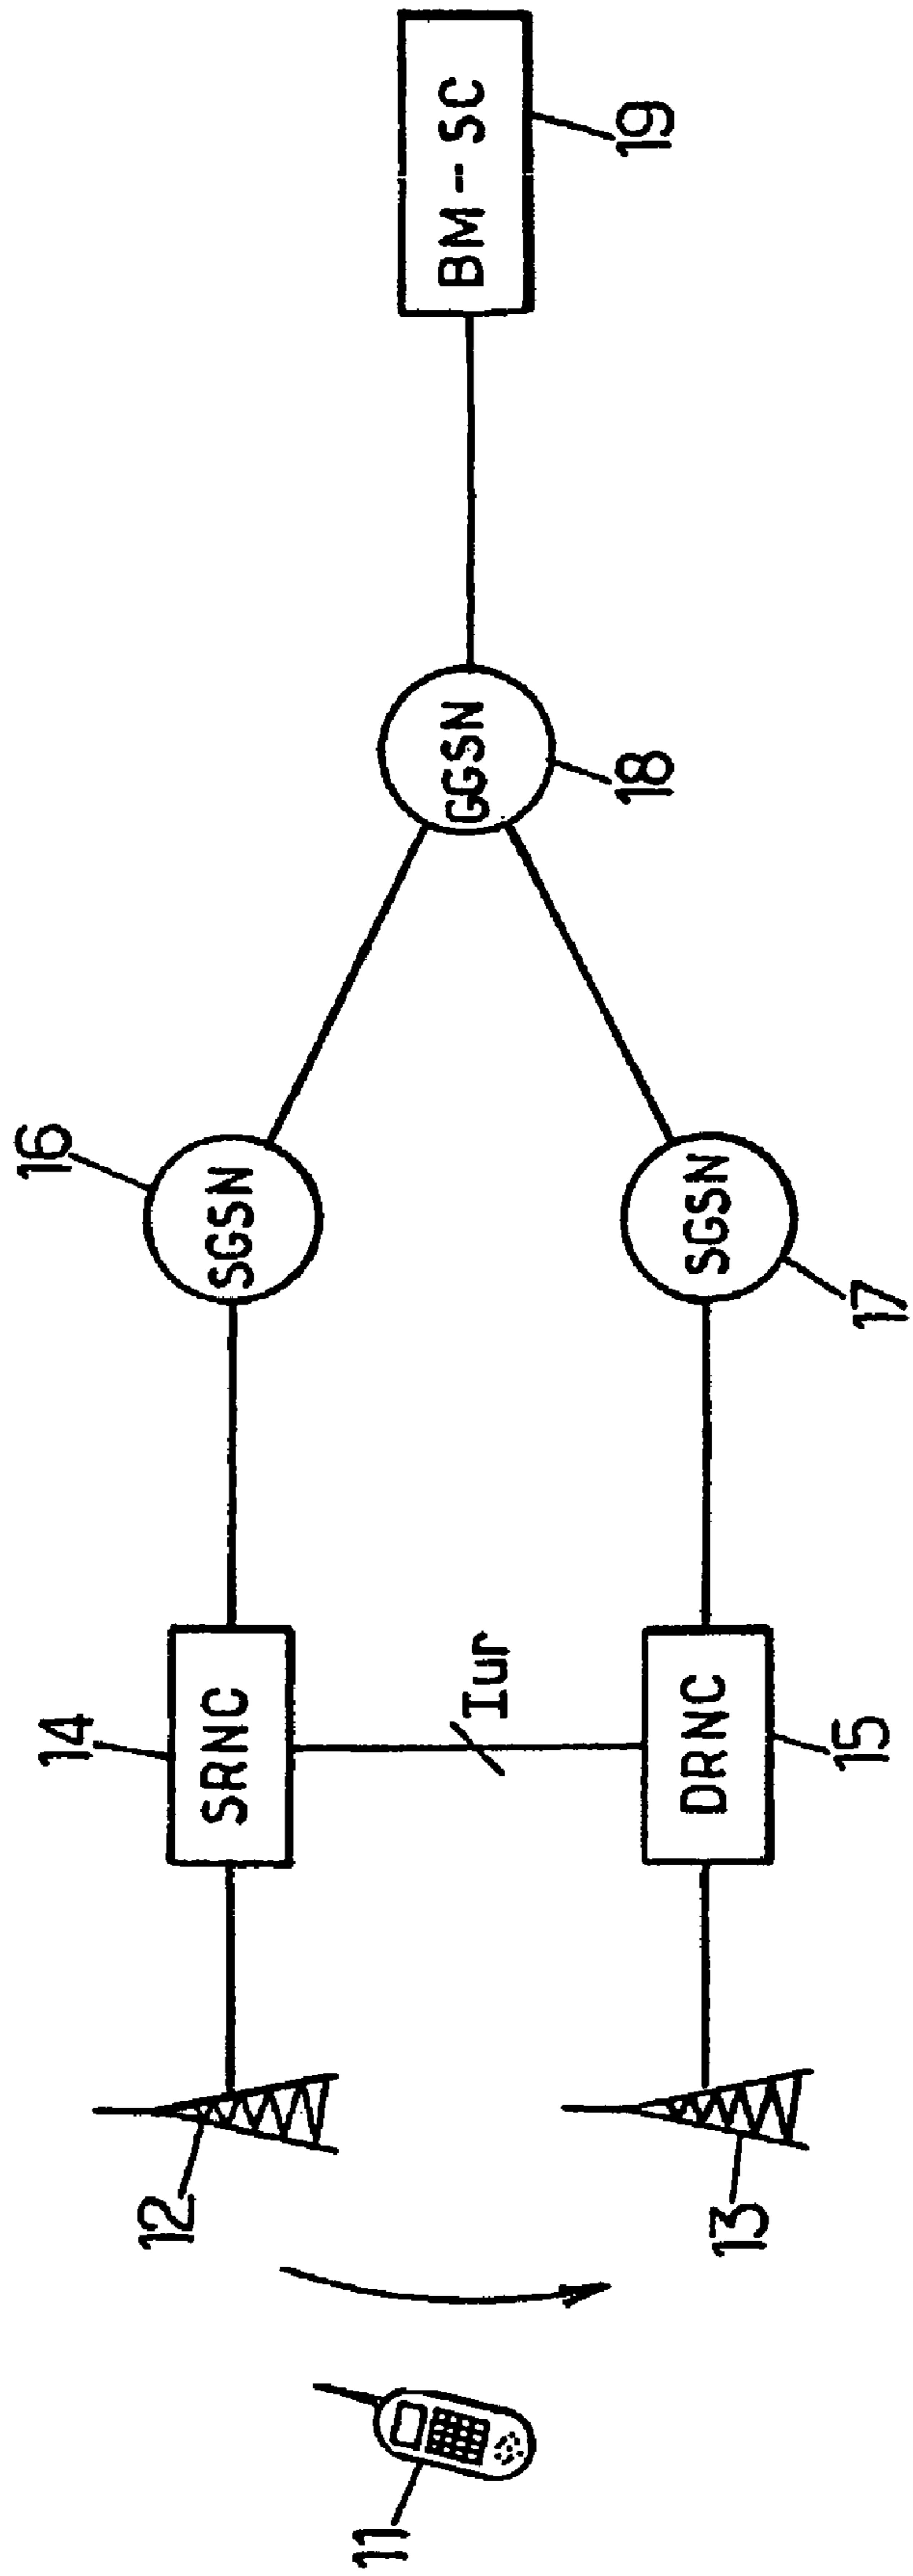 BM--SC
19
GGSN
18
16
SGSN
SGSN
17
14
SRNC
Iur
DRNC
15
12
13
11